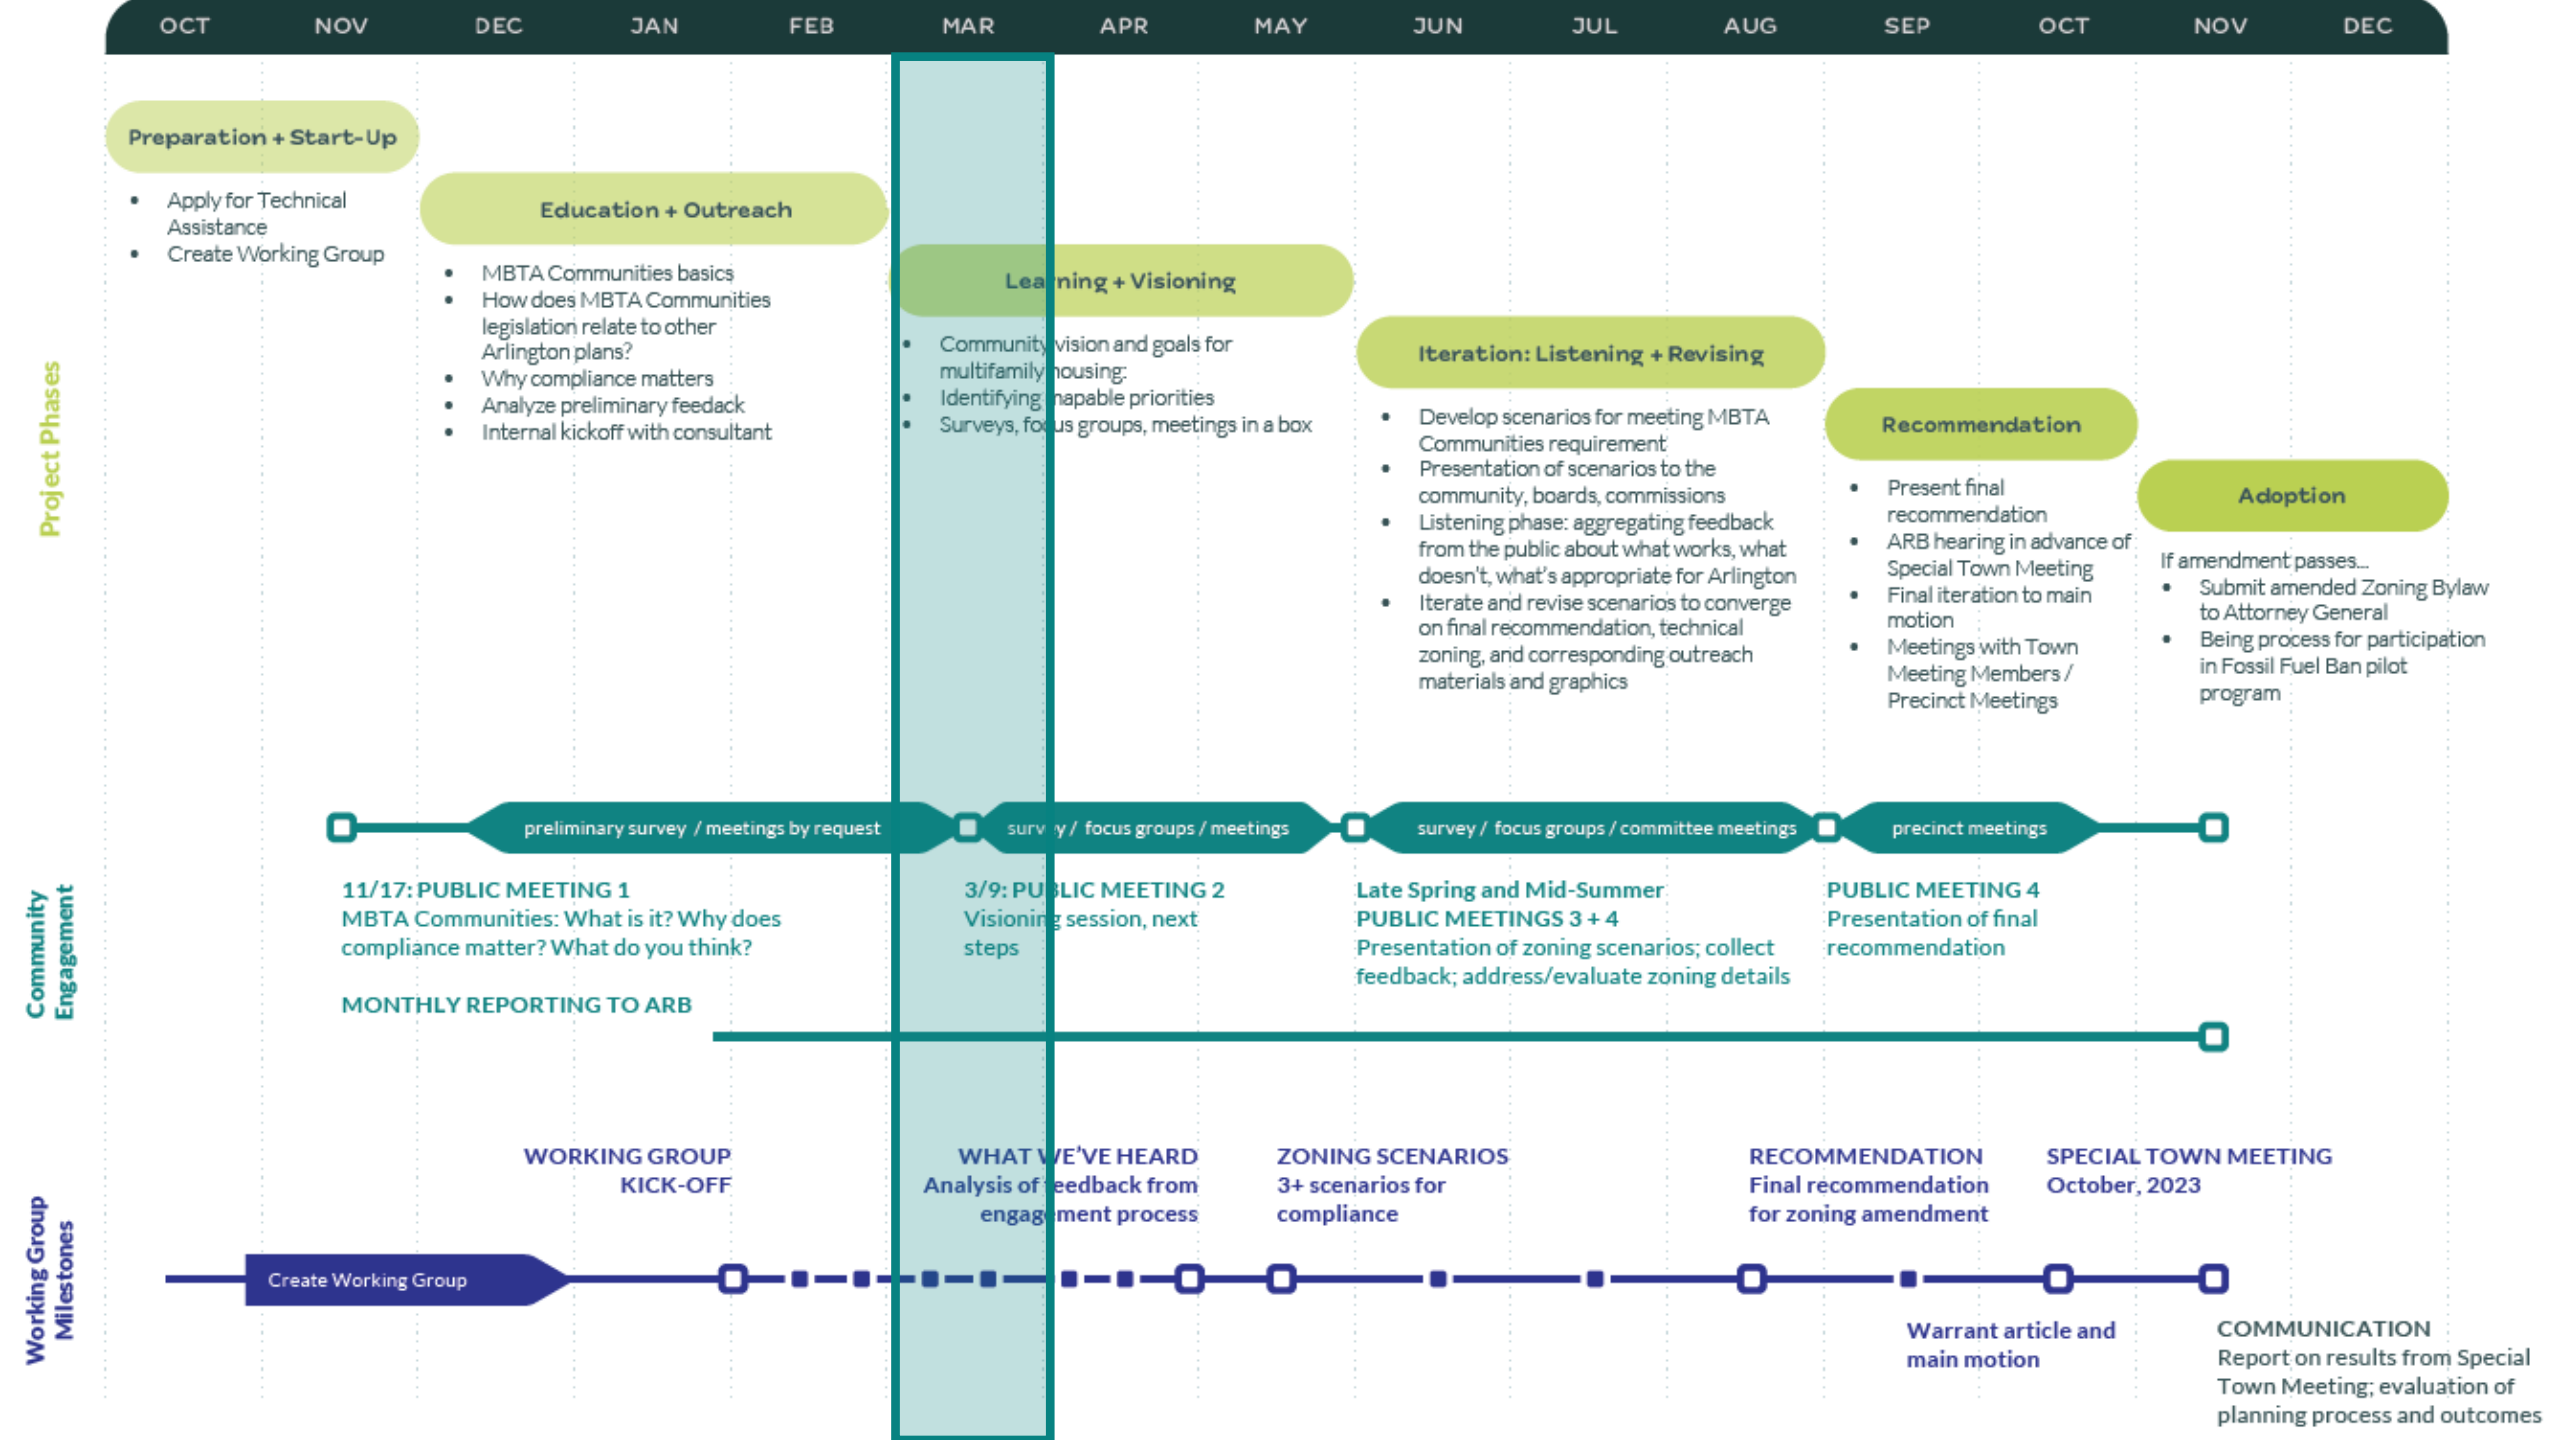 OCT NOV DEC JAN FEB MAR APR MAY JUN JUL AUG SEP OCT NOV DEC
Project Phases
Preparation + Start-Up
• Apply for Technical
Assistance
• Create Working Group
Education + Outreach
• MBTA Communities basics
• How does MBTA Communities
legislation relate to other
Arlington plans?
• Why compliance matters
• Analyze preliminary feedack
• Internal kickoff with consultant
Learning + Visioning
• Community vision and goals for
multifamily housing:
• Identifying mapable priorities
• Surveys, focus groups, meetings in a box
Iteration: Listening + Revising
• Develop scenarios for meeting MBTA
Communities requirement
• Presentation of scenarios to the
community, boards, commissions
• Listening phase: aggregating feedback
from the public about what works, what
doesn't, what's appropriate for Arlington
• Iterate and revise scenarios to converge
on final recommendation, technical
zoning, and corresponding outreach
materials and graphics
Recommendation
• Present final
recommendation
• ARB hearing in advance of
Special Town Meeting
• Final iteration to main
motion
• Meetings with Town
Meeting Members /
Precinct Meetings
Adoption
If amendment passes...
• Submit amended Zoning Bylaw
to Attorney General
• Being process for participation
in Fossil Fuel Ban pilot
program
Community
Engagement
preliminary survey / meetings by request
survey / focus groups / meetings
survey / focus groups / committee meetings
precinct meetings
11/17: PUBLIC MEETING 1
MBTA Communities: What is it? Why does
compliance matter? What do you think?
MONTHLY REPORTING TO ARB
3/9: PUBLIC MEETING 2
Visioning session, next
steps
Late Spring and Mid-Summer
PUBLIC MEETINGS 3 + 4
Presentation of zoning scenarios; collect
feedback; address/evaluate zoning details
PUBLIC MEETING 4
Presentation of final
recommendation
Working Group
Milestones
Create Working Group
WORKING GROUP
KICK-OFF
WHAT WE'VE HEARD
Analysis of feedback from
engagement process
ZONING SCENARIOS
3+ scenarios for
compliance
RECOMMENDATION
Final recommendation
for zoning amendment
SPECIAL TOWN MEETING
October, 2023
Warrant article and
main motion
COMMUNICATION
Report on results from Special
Town Meeting; evaluation of
planning process and outcomes